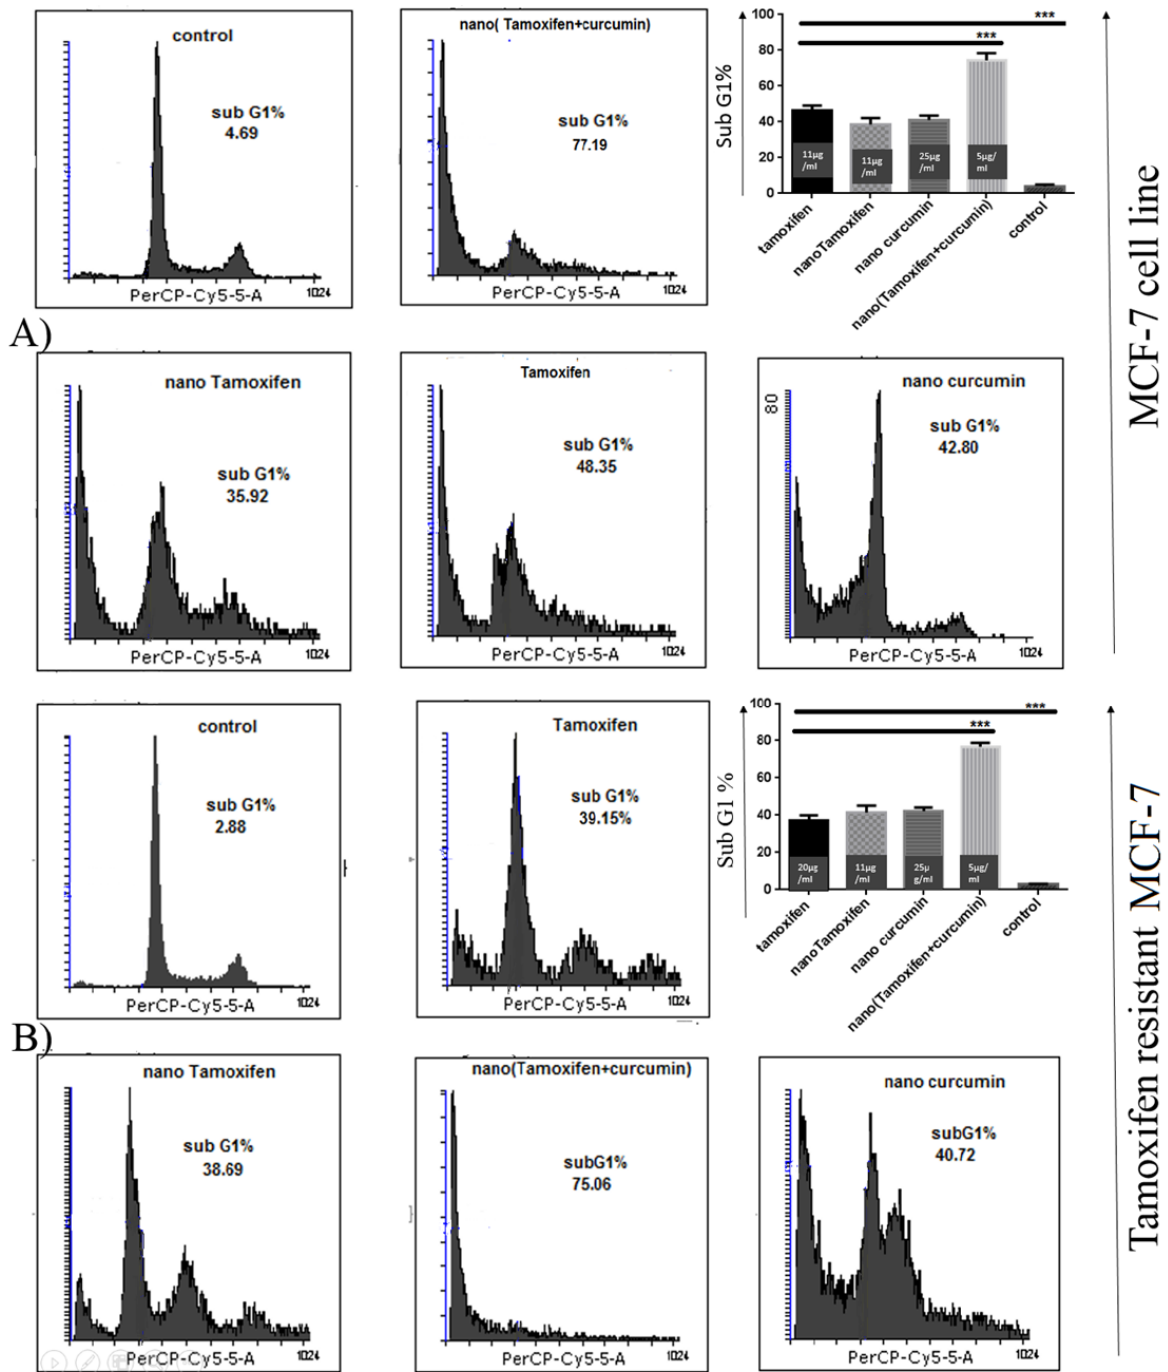 control
sub G1%
4.69
PerCP-Cy5-5-A
1024
nano( Tamoxifen+curcumin)
sub G1%
77.19
PerCP-Cy5-5-A
1024
Sub G1%
100
80
60
40
20
0
***
***
11µg
/ml
11µg
/ml
25µg
/ml
5µg/
ml
tamoxifen
nanoTamoxifen
nano curcumin
nano(Tamoxifen+curcumin)
control
MCF-7 cell line
A)
nano Tamoxifen
sub G1%
35.92
PerCP-Cy5-5-A
1024
Tamoxifen
sub G1%
48.35
PerCP-Cy5-5-A
1024
nano curcumin
80
sub G1%
42.80
PerCP-Cy5-5-A
1024
control
sub G1%
2.88
PerCP-Cy5-5-A
1024
Tamoxifen
sub G1%
39.15%
PerCP-Cy5-5-A
1024
Sub G1 %
100
80
60
40
20
0
***
***
20µg
/ml
11µg
/ml
25µ
g/ml
5µg/
ml
tamoxifen
nanoTamoxifen
nano curcumin
nano(Tamoxifen+curcumin)
control
Tamoxifen resistant MCF-7
B)
nano Tamoxifen
sub G1%
38.69
PerCP-Cy5-5-A
1024
nano(Tamoxifen+curcumin)
subG1%
75.06
PerCP-Cy5-5-A
1024
nano curcumin
subG1%
40.72
PerCP-Cy5-5-A
1024